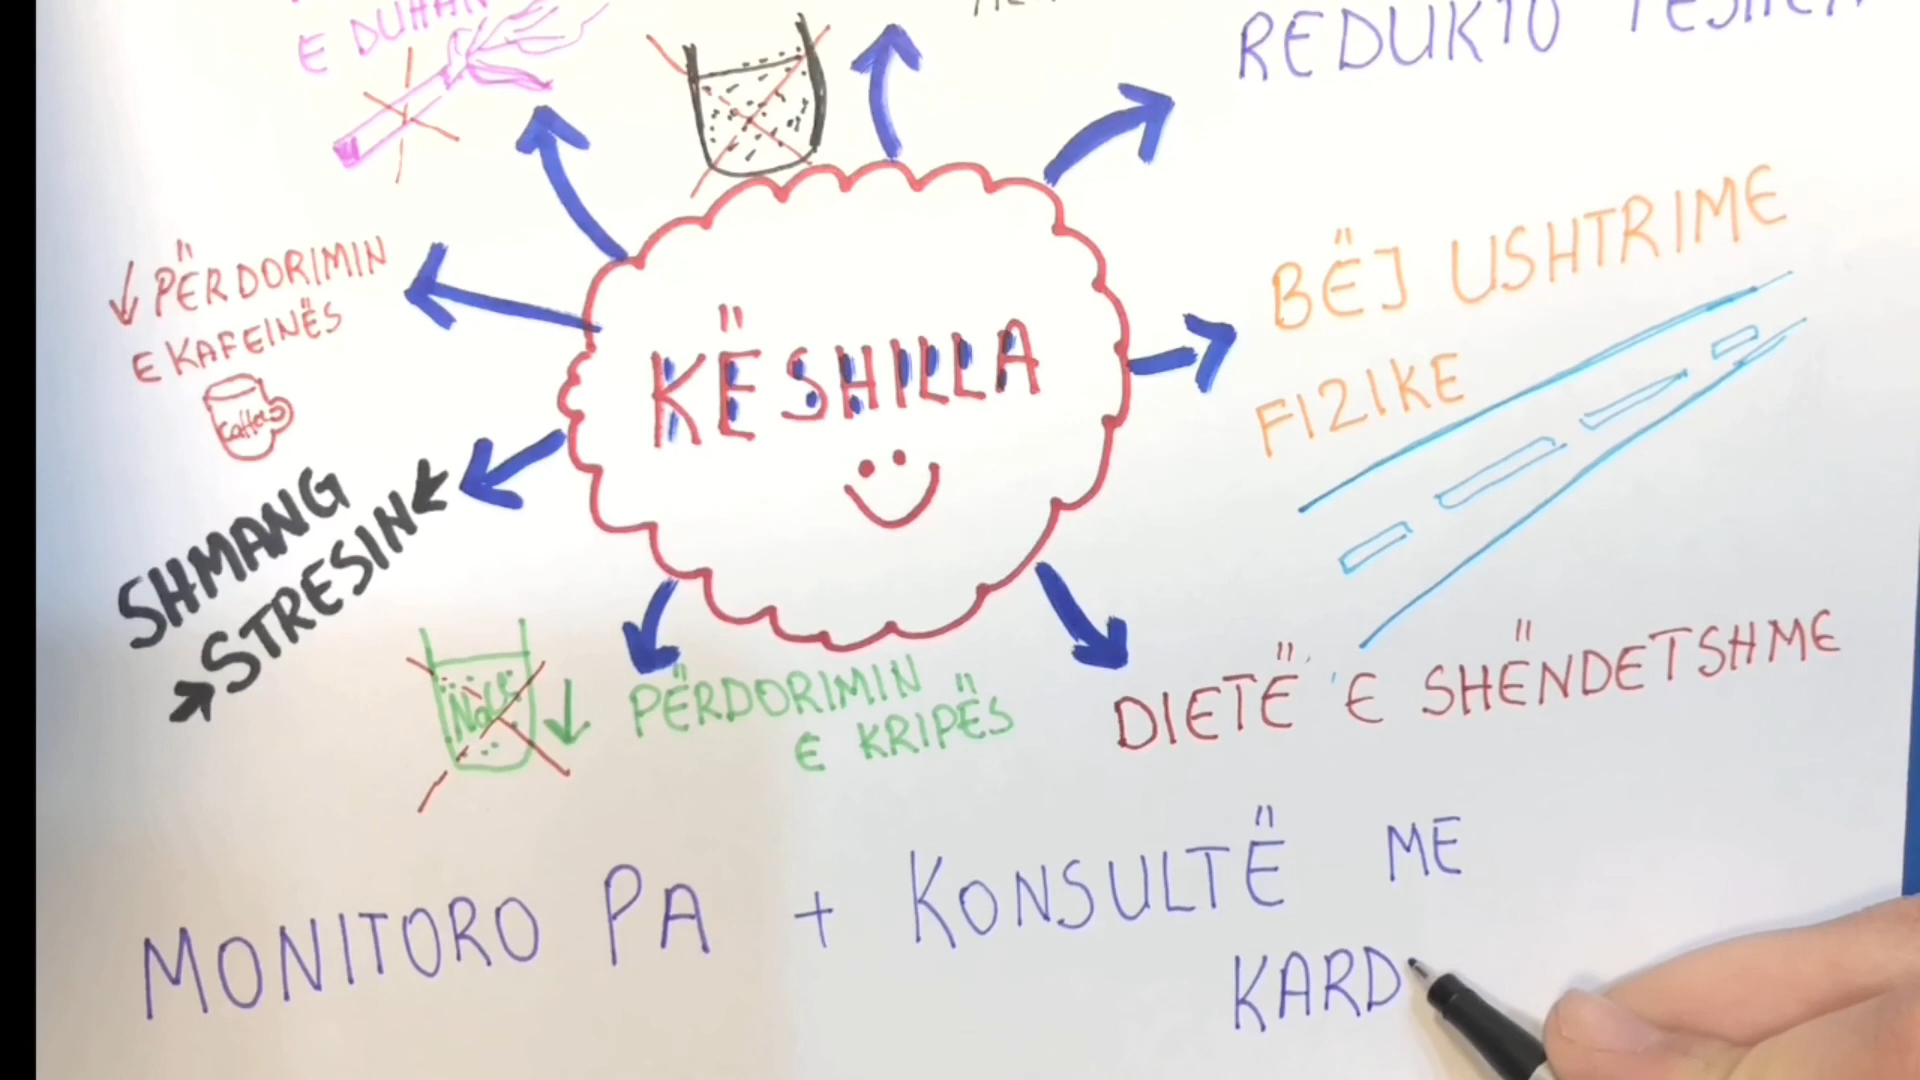 E DUHAN
REDUKTO
↓ PËRDORIMIN
E KAFEINËS
SHMANG
STRESIN
KËSHILLA
BËJ USHTRIME
FIZIKE
NaCl
↓ PËRDORIMIN
E KRIPËS
DIETË E SHËNDETSHME
MONITORO PA + KONSULTË ME
KARD